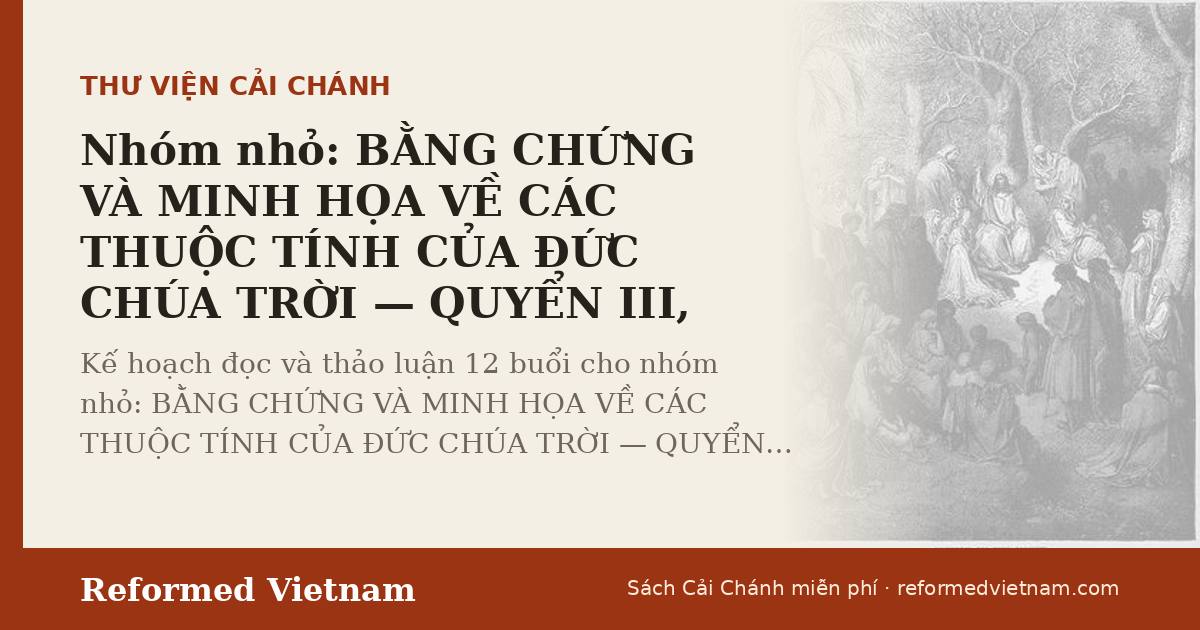 THƯ VIỆN CẢI CHÁNH
Nhóm nhỏ: BẰNG CHỨNG
VÀ MINH HỌA VỀ CÁC
THUỘC TÍNH CỦA ĐỨC
CHÚA TRỜI — QUYỂN III,
Kế hoạch đọc và thảo luận 12 buổi cho nhóm
nhỏ: BẰNG CHỨNG VÀ MINH HỌA VỀ CÁC
THUỘC TÍNH CỦA ĐỨC CHÚA TRỜI — QUYỂN...
Reformed Vietnam
Sách Cải Chánh miễn phí · reformedvietnam.com